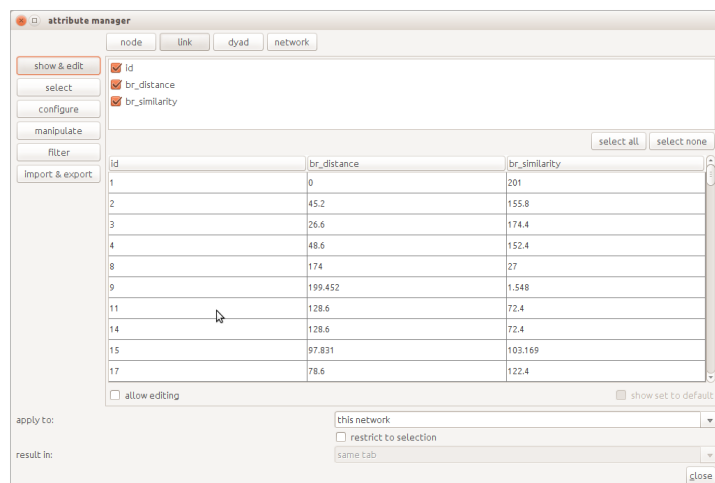 attribute manager
node link dyad network
show & edit
select
configure
manipulate
filter
import & export
id
br_distance
br_similarity
select all select none
id br_distance br_similarity
1 0 201
2 45.2 155.8
3 26.6 174.4
4 48.6 152.4
8 174 27
9 199.452 1.548
11 128.6 72.4
14 128.6 72.4
15 97.831 103.169
17 78.6 122.4
allow editing show set to default
apply to: this network
restrict to selection
result in: same tab
close